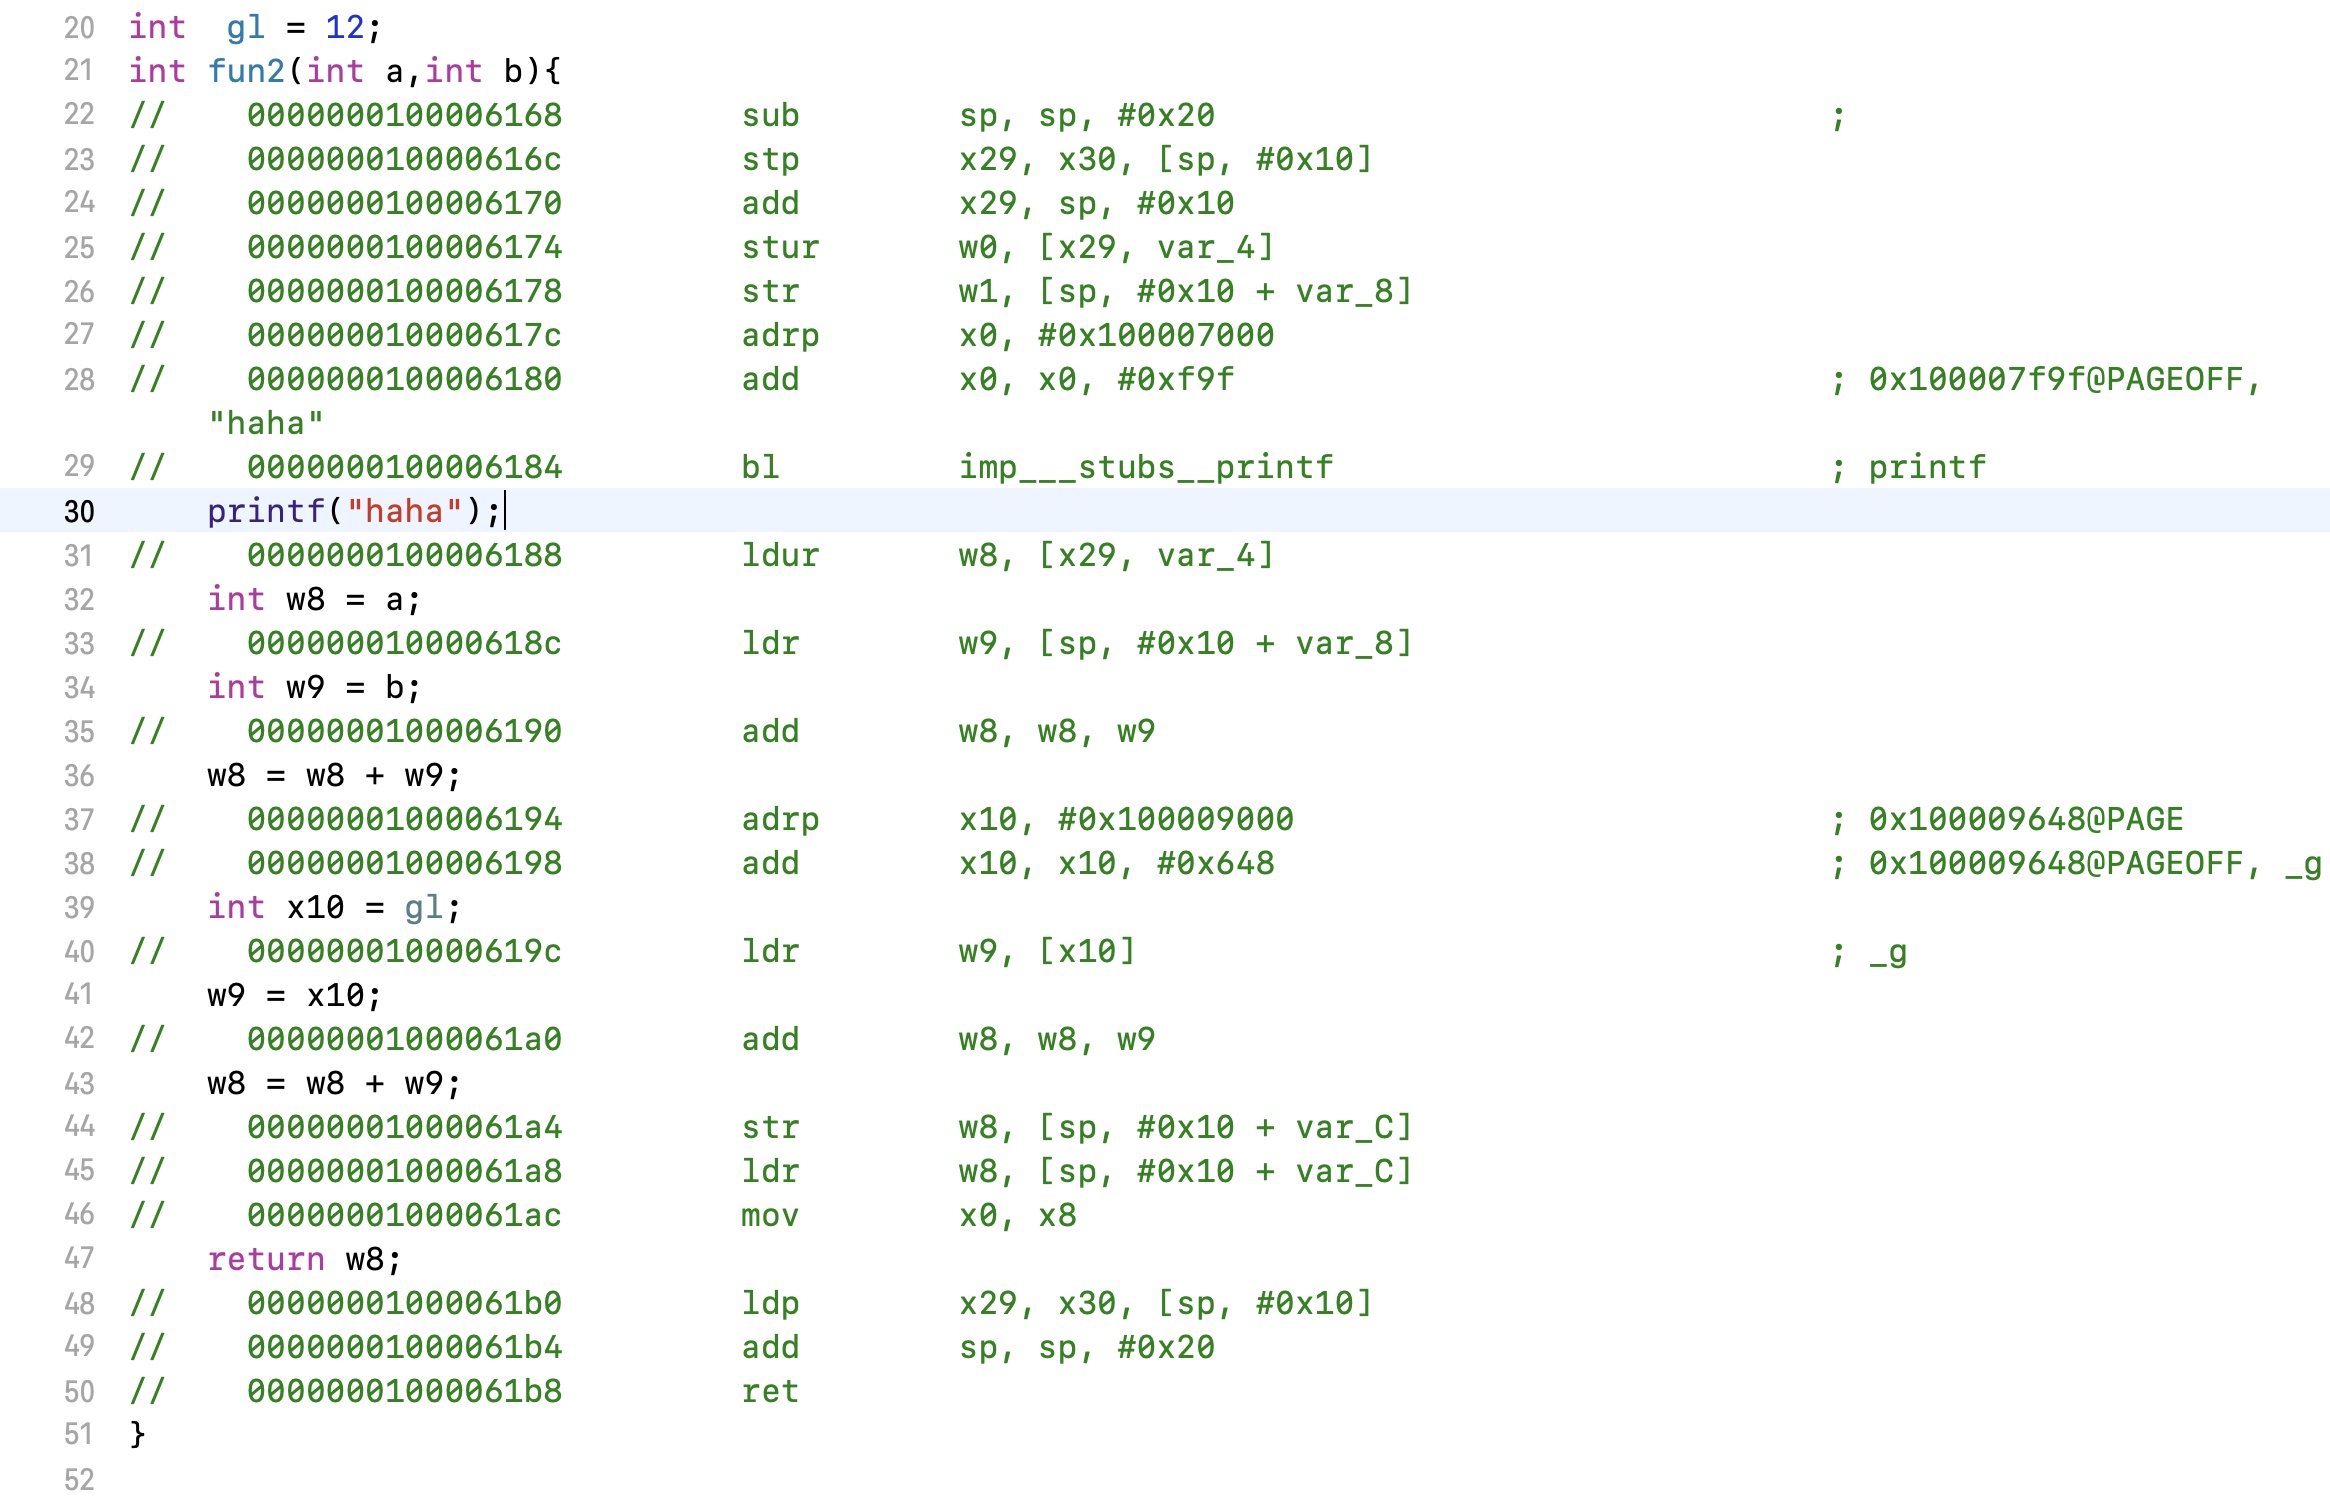 20 int  gl = 12;
21 int fun2(int a,int b){
22 //    0000000100006168         sub        sp, sp, #0x20                               ;
23 //    000000010000616c         stp        x29, x30, [sp, #0x10]
24 //    0000000100006170         add        x29, sp, #0x10
25 //    0000000100006174         stur       w0, [x29, var_4]
26 //    0000000100006178         str        w1, [sp, #0x10 + var_8]
27 //    000000010000617c         adrp       x0, #0x100007000
28 //    0000000100006180         add        x0, x0, #0xf9f                              ; 0x100007f9f@PAGEOFF,
"haha"
29 //    0000000100006184         bl         imp___stubs__printf                         ; printf
30     printf("haha");
31 //    0000000100006188         ldur       w8, [x29, var_4]
32     int w8 = a;
33 //    000000010000618c         ldr        w9, [sp, #0x10 + var_8]
34     int w9 = b;
35 //    0000000100006190         add        w8, w8, w9
36     w8 = w8 + w9;
37 //    0000000100006194         adrp       x10, #0x100009000                           ; 0x100009648@PAGE
38 //    0000000100006198         add        x10, x10, #0x648                            ; 0x100009648@PAGEOFF, _g
39     int x10 = gl;
40 //    000000010000619c         ldr        w9, [x10]                                   ; _g
41     w9 = x10;
42 //    00000001000061a0         add        w8, w8, w9
43     w8 = w8 + w9;
44 //    00000001000061a4         str        w8, [sp, #0x10 + var_C]
45 //    00000001000061a8         ldr        w8, [sp, #0x10 + var_C]
46 //    00000001000061ac         mov        x0, x8
47     return w8;
48 //    00000001000061b0         ldp        x29, x30, [sp, #0x10]
49 //    00000001000061b4         add        sp, sp, #0x20
50 //    00000001000061b8         ret
51 }
52